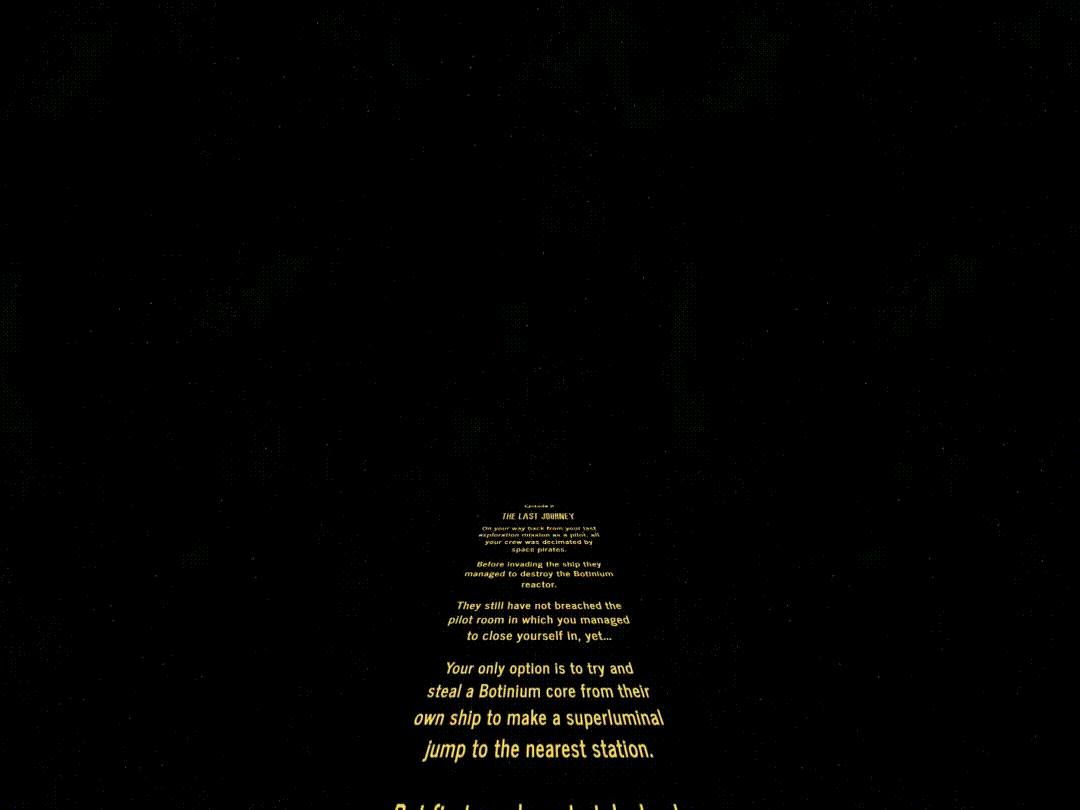 THE LAST JOURNEY
On your way back from your last
exploration mission as a pilot, all
your crew was decimated by
space pirates.
Before invading the ship they
managed to destroy the Botinium
reactor.
They still have not breached the
pilot room in which you managed
to close yourself in, yet...
Your only option is to try and
steal a Botinium core from their
own ship to make a superluminal
jump to the nearest station.